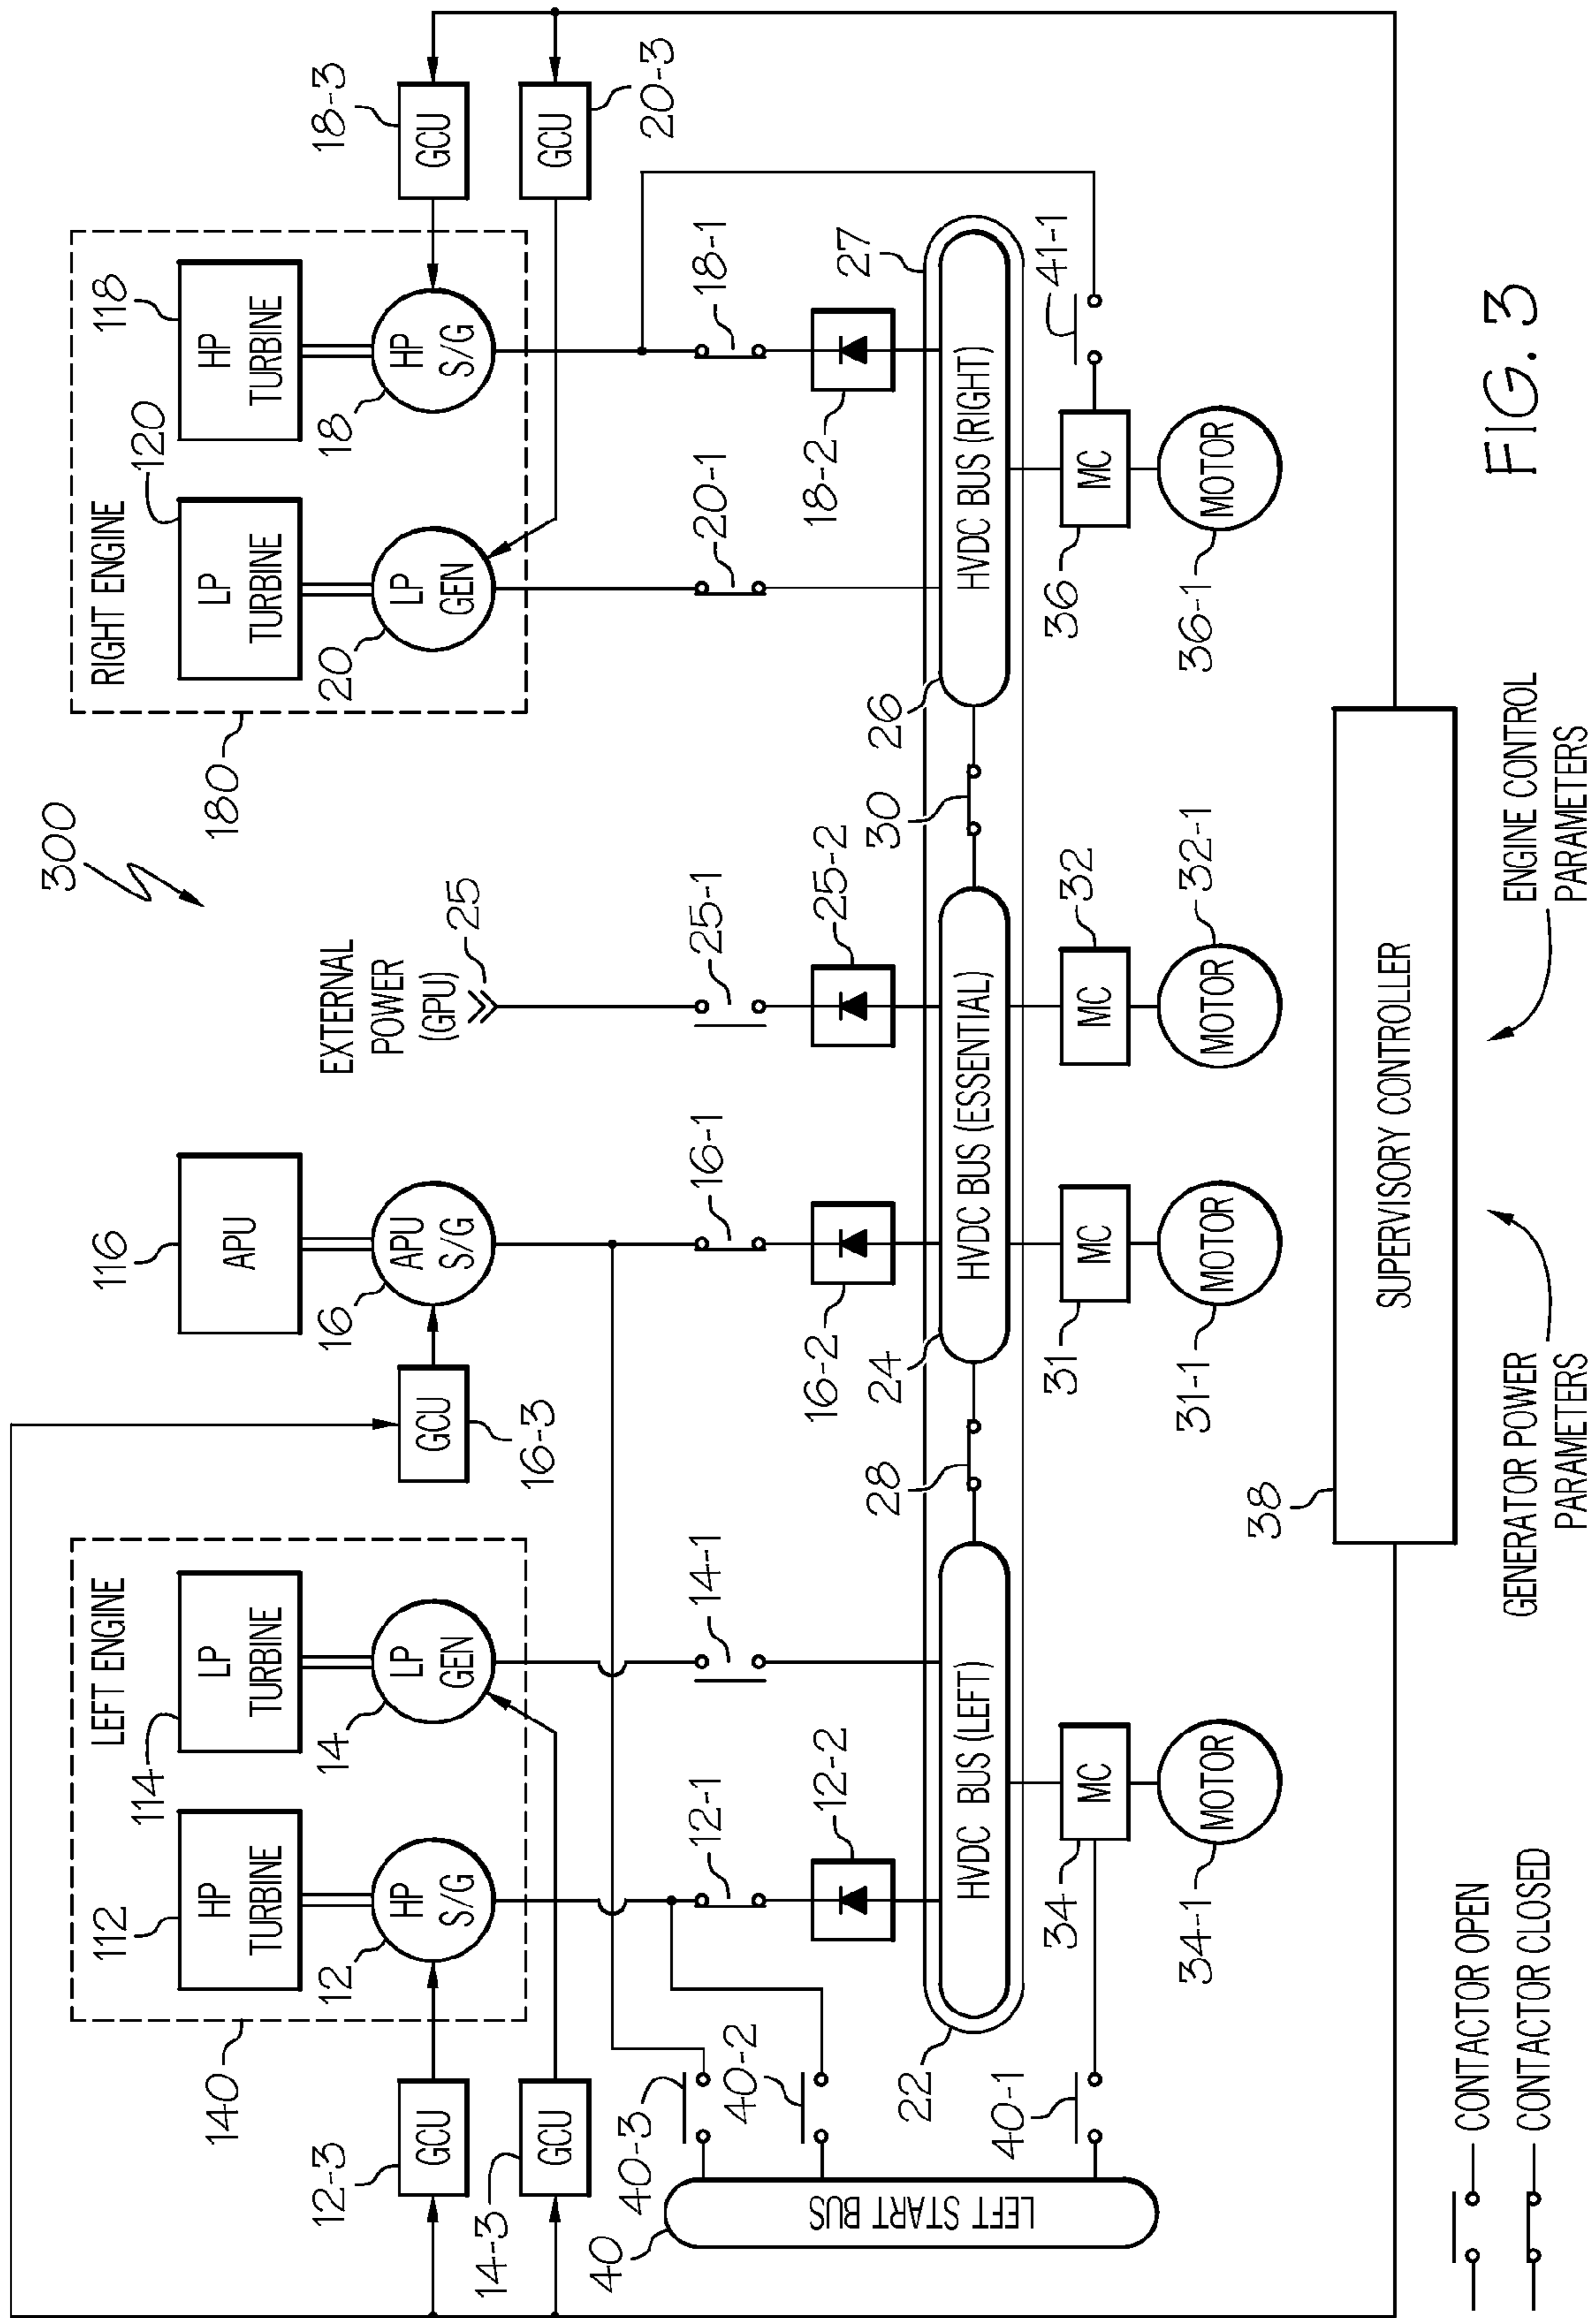 300
LEFT ENGINE
140
112
HP
TURBINE
114
LP
TURBINE
12
HP
S/G
14
LP
GEN
12-3
GCU
14-3
GCU
116
APU
16
APU
S/G
GCU
16-3
EXTERNAL
POWER
(GPU)
25
RIGHT ENGINE
180
120
LP
TURBINE
118
HP
TURBINE
20
LP
GEN
18
HP
S/G
18-3
GCU
GCU
20-3
40-3
40-2
12-1
14-1
16-1
25-1
20-1
18-1
12-2
16-2
25-2
18-2
40
LEFT START BUS
22
HVDC BUS (LEFT)
28
24
HVDC BUS (ESSENTIAL)
30
26
HVDC BUS (RIGHT)
27
40-1
34
MC
31
MC
MC
32
36
MC
41-1
34-1
MOTOR
31-1
MOTOR
MOTOR
32-1
36-1
MOTOR
38
SUPERVISORY CONTROLLER
GENERATOR POWER
PARAMETERS
ENGINE CONTROL
PARAMETERS
CONTACTOR OPEN
CONTACTOR CLOSED
FIG. 3